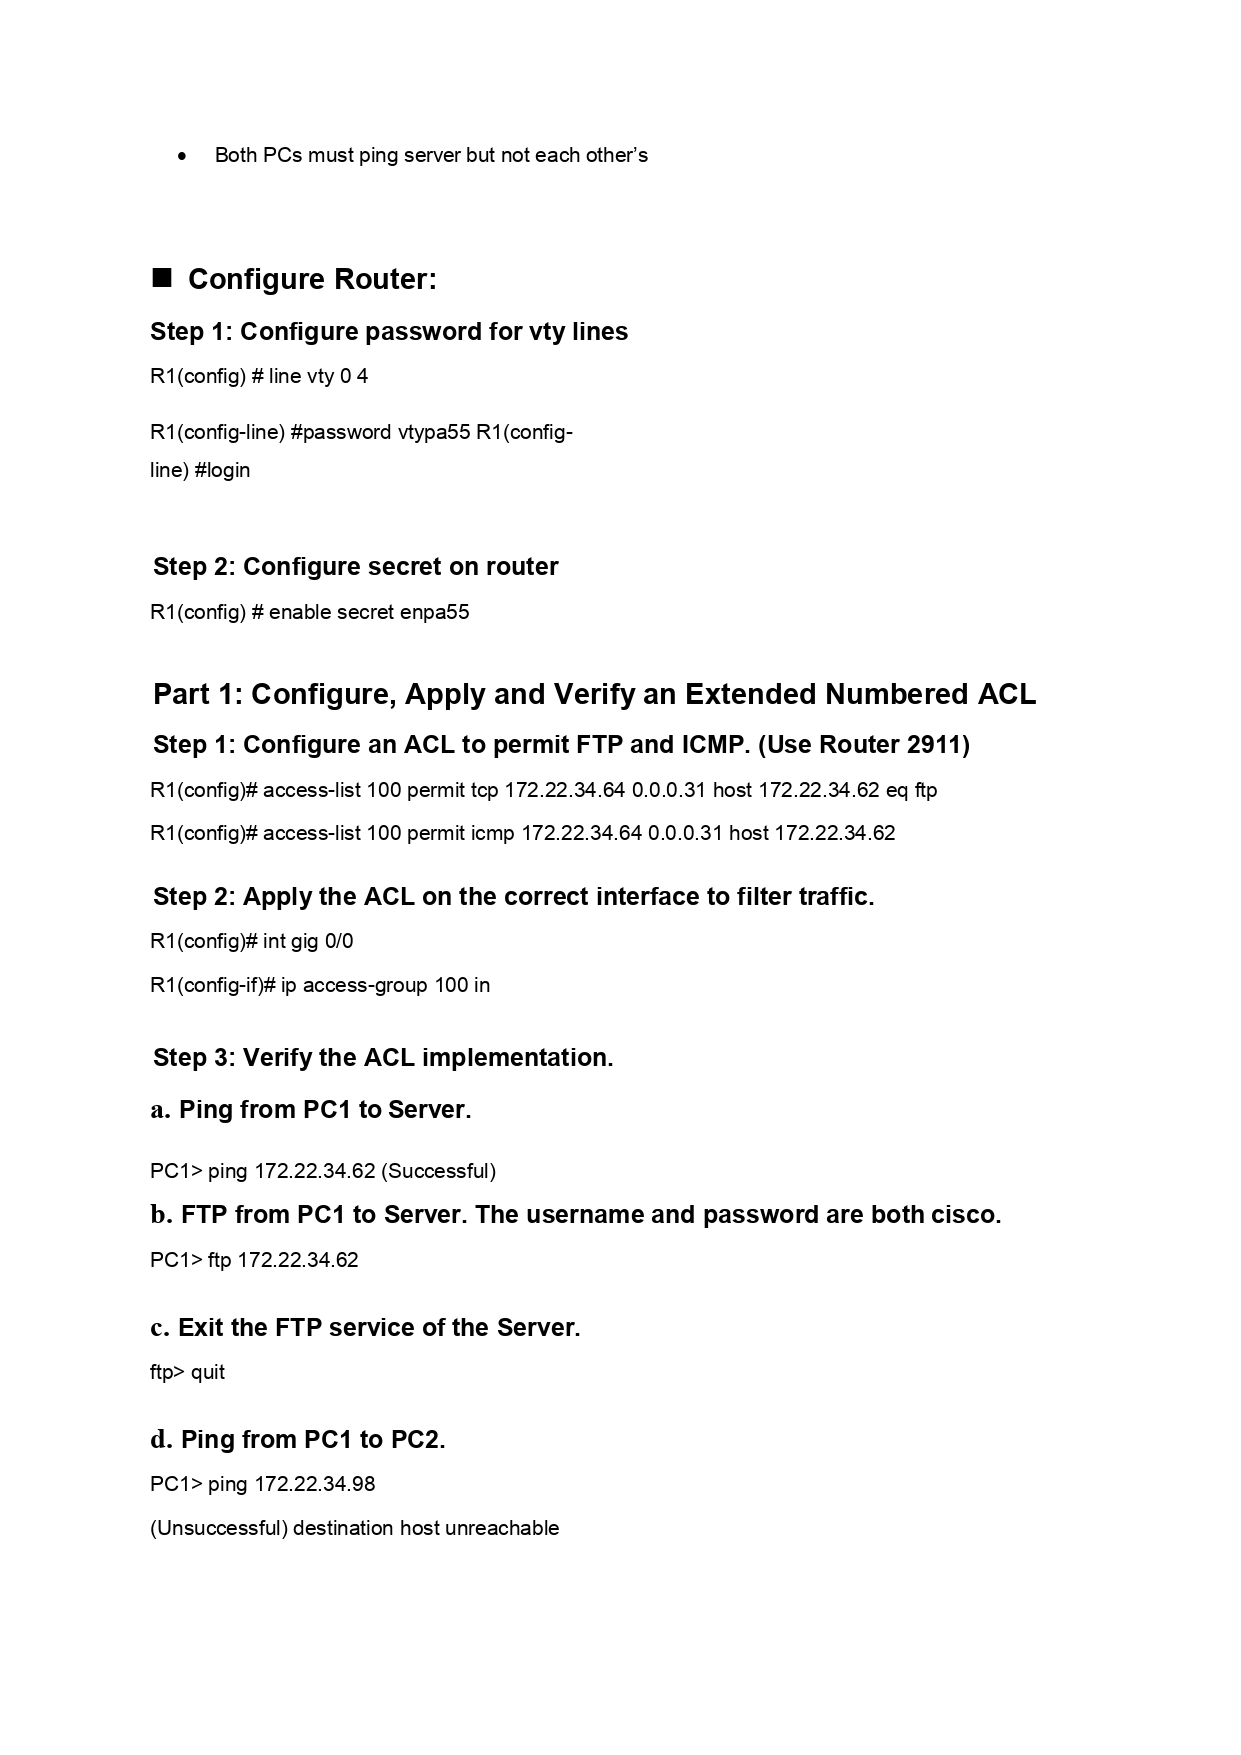 • Both PCs must ping server but not each other’s
■ Configure Router:
Step 1: Configure password for vty lines
R1(config) # line vty 0 4
R1(config-line) #password vtypa55 R1(config-
line) #login
Step 2: Configure secret on router
R1(config) # enable secret enpa55
Part 1: Configure, Apply and Verify an Extended Numbered ACL
Step 1: Configure an ACL to permit FTP and ICMP. (Use Router 2911)
R1(config)# access-list 100 permit tcp 172.22.34.64 0.0.0.31 host 172.22.34.62 eq ftp
R1(config)# access-list 100 permit icmp 172.22.34.64 0.0.0.31 host 172.22.34.62
Step 2: Apply the ACL on the correct interface to filter traffic.
R1(config)# int gig 0/0
R1(config-if)# ip access-group 100 in
Step 3: Verify the ACL implementation.
a. Ping from PC1 to Server.
PC1> ping 172.22.34.62 (Successful)
b. FTP from PC1 to Server. The username and password are both cisco.
PC1> ftp 172.22.34.62
c. Exit the FTP service of the Server.
ftp> quit
d. Ping from PC1 to PC2.
PC1> ping 172.22.34.98
(Unsuccessful) destination host unreachable